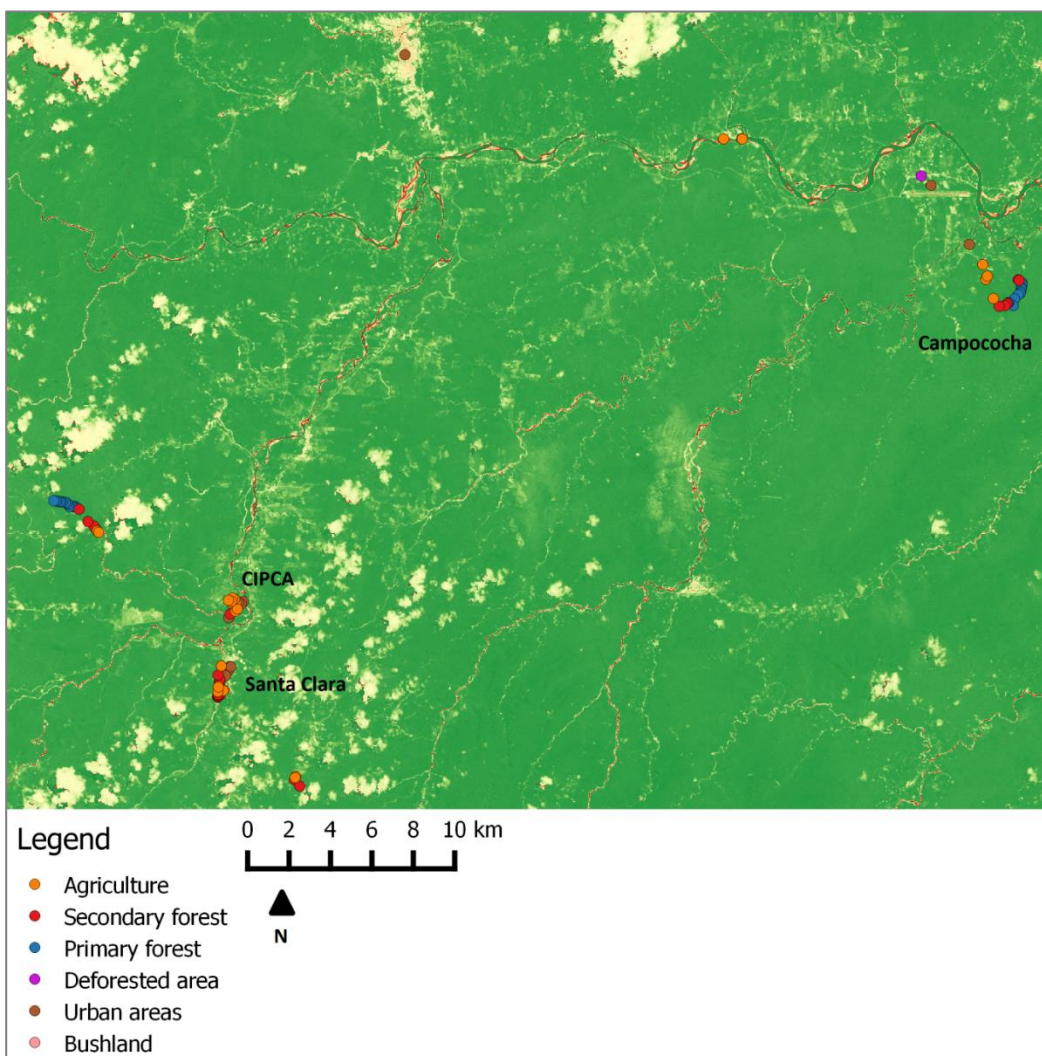 Campococha
CIPCA
Santa Clara
Legend
0 2 4 6 8 10 km
N
Agriculture
Secondary forest
Primary forest
Deforested area
Urban areas
Bushland